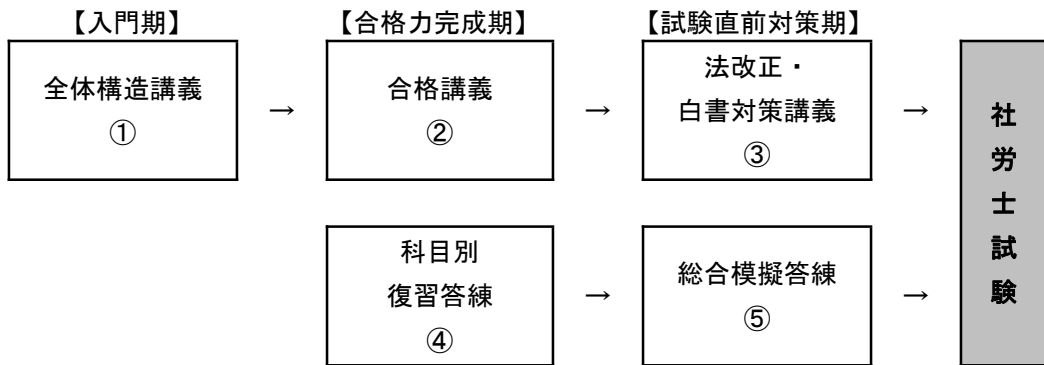 【入門期】
【合格力完成期】
【試験直前対策期】
全体構造講義
①
→
合格講義
②
→
法改正・
白書対策講義
③
→
社労士試験
科目別
復習答練
④
→
総合模擬答練
⑤
→